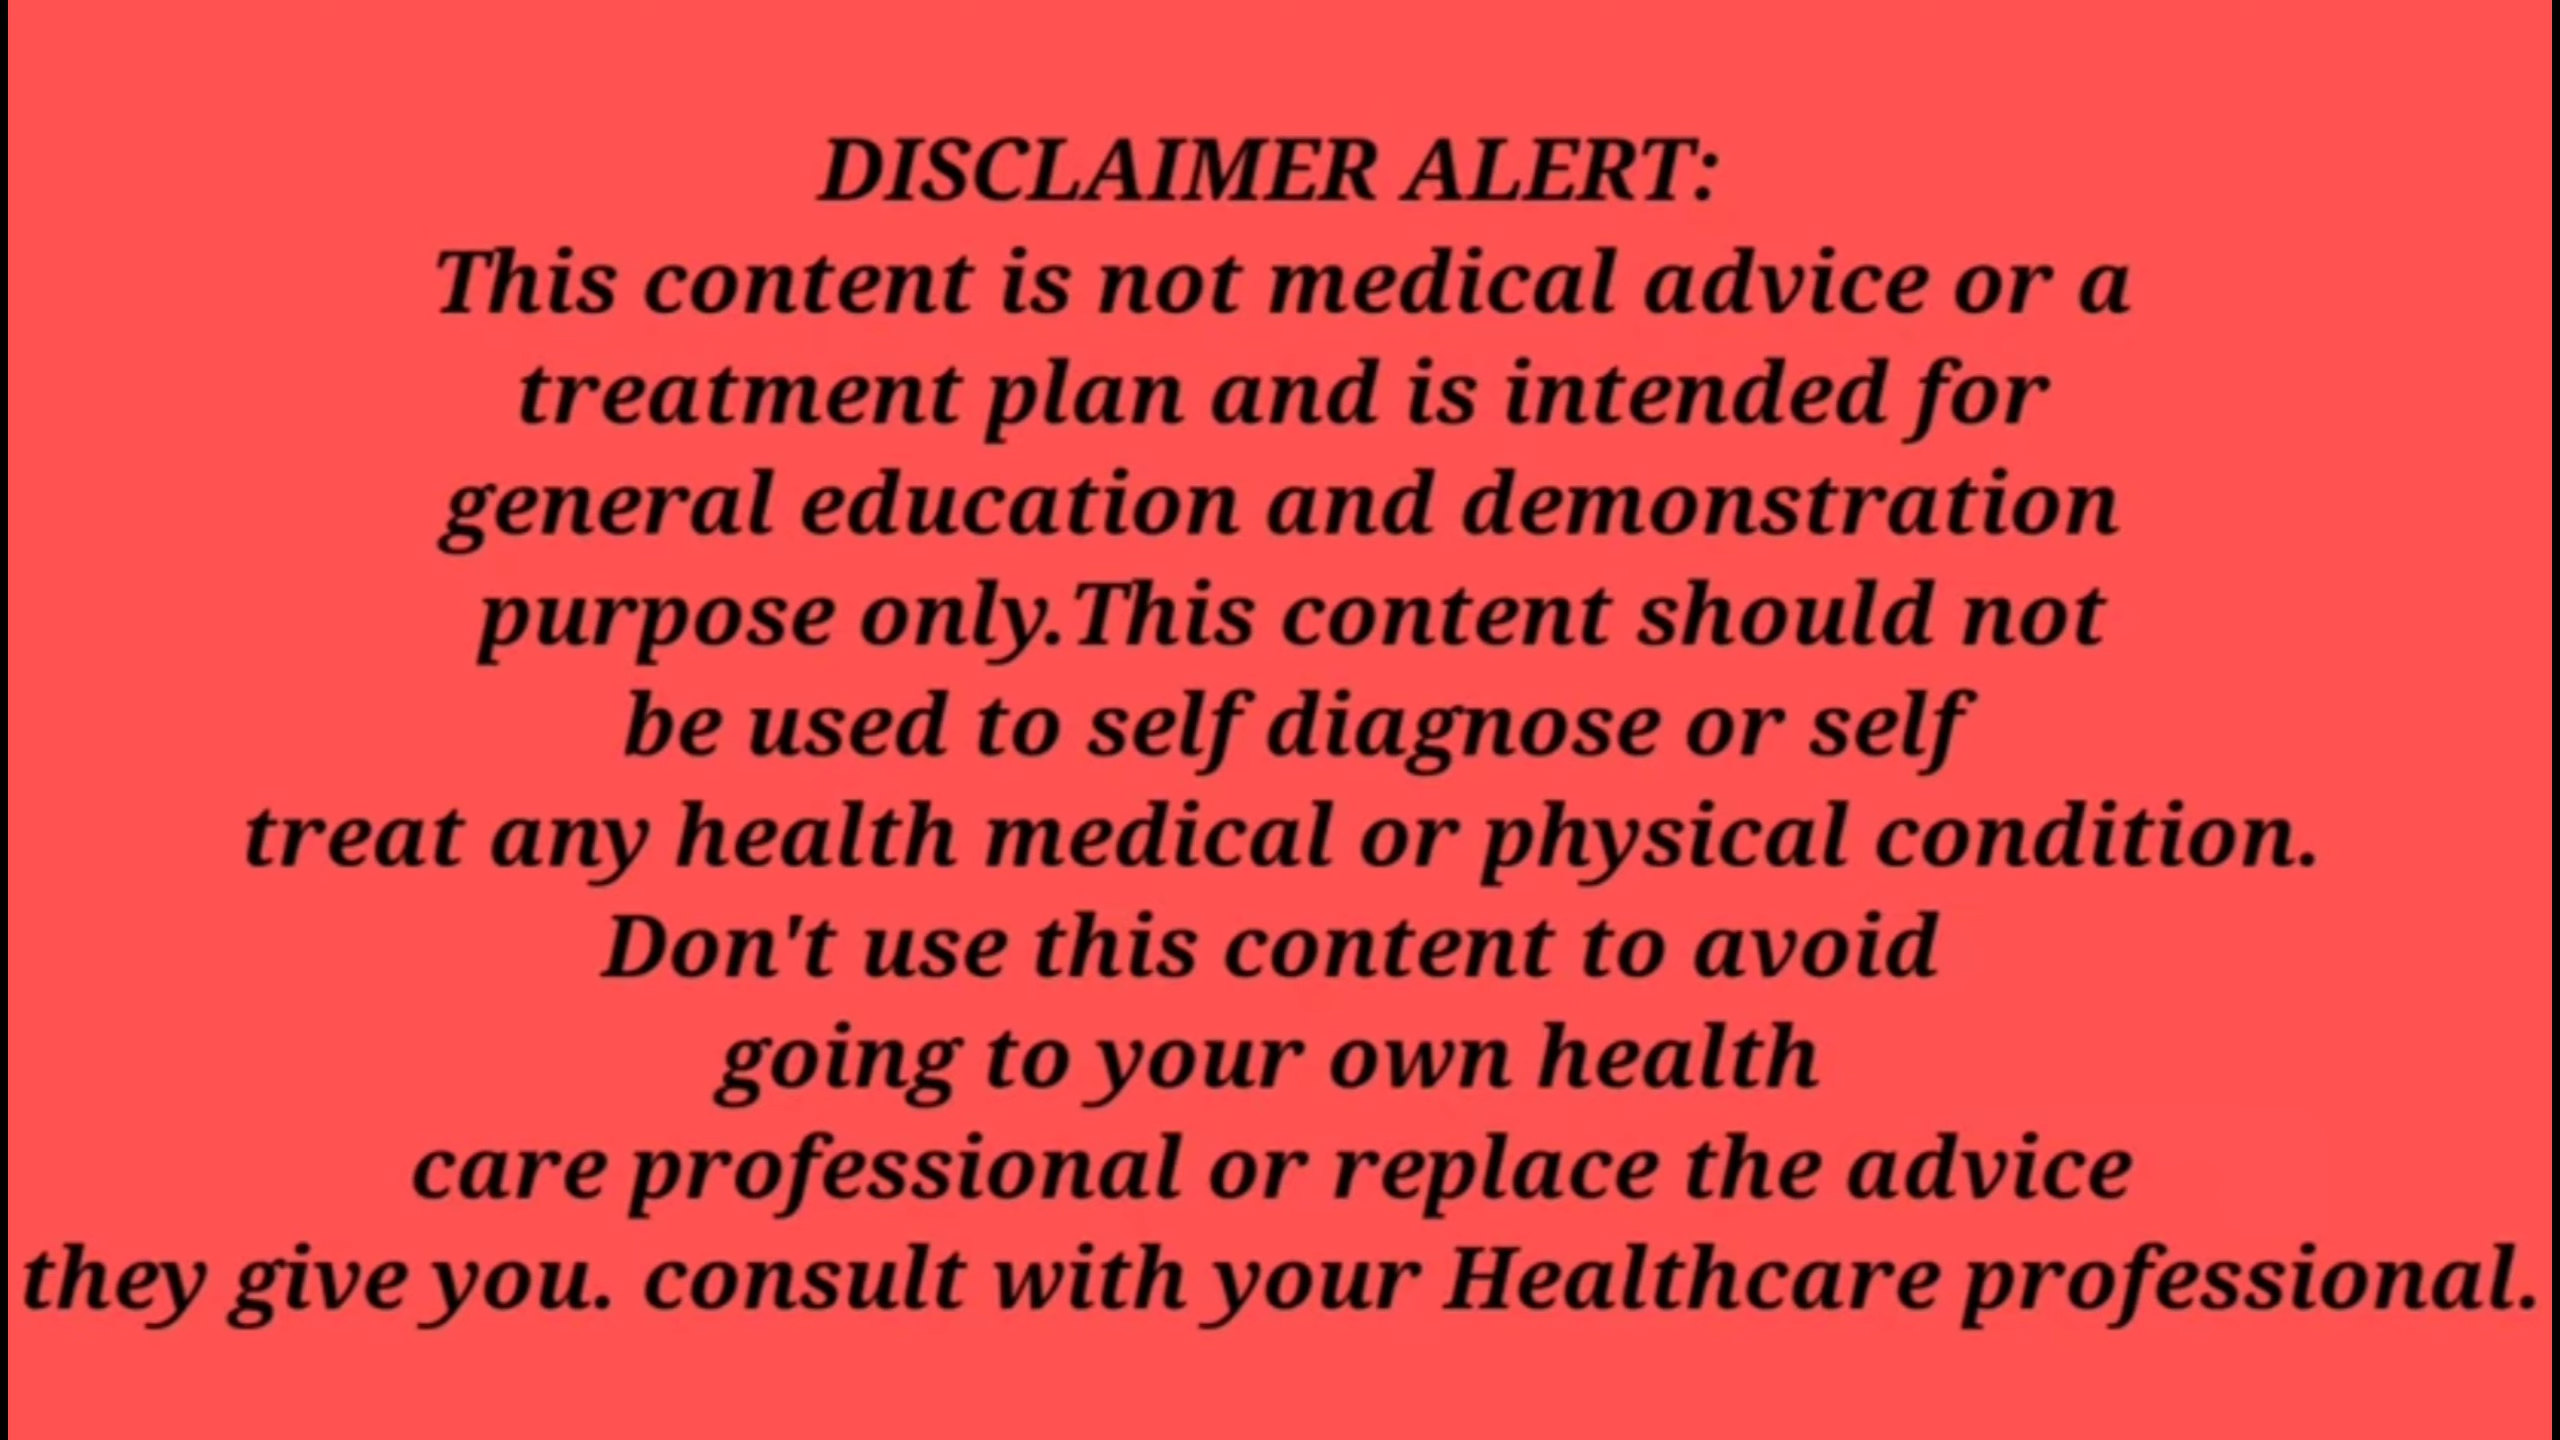 DISCLAIMER ALERT:
This content is not medical advice or a
treatment plan and is intended for
general education and demonstration
purpose only.This content should not
be used to self diagnose or self
treat any health medical or physical condition.
Don't use this content to avoid
going to your own health
care professional or replace the advice
they give you. consult with your Healthcare professional.